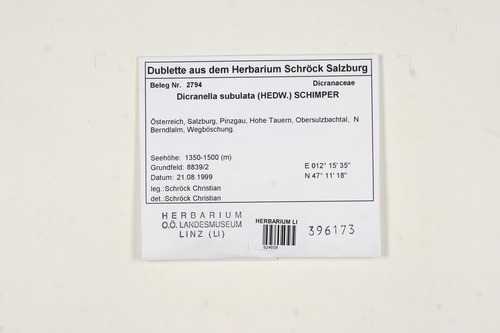 Dublette aus dem Herbarium Schröck Salzburg
Beleg Nr. 2794 Dicranaceae
Dicranella subulata (HEDW.) SCHIMPER
Österreich, Salzburg, Pinzgau, Hohe Tauern, Obersulzbachtal, N
Berndlalm, Wegböschung.
Seehöhe: 1350-1500 (m)
Grundfeld: 8839/2 E 012° 15' 35"
Datum: 21.08.1999 N 47° 11' 18"
leg.:Schröck Christian
det.:Schröck Christian
HERBARIUM
O.Ö. LANDESMUSEUM
LINZ (LI)
HERBARIUM LI
924608
396173